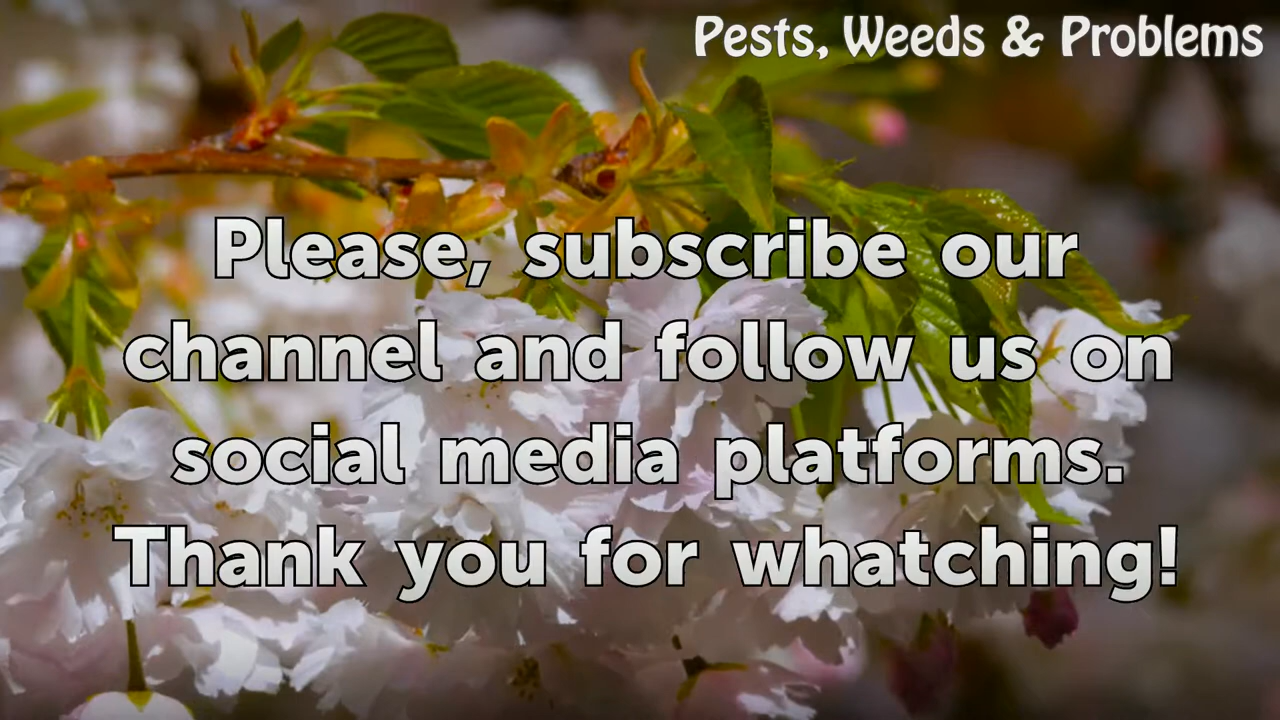 Pests, Weeds & Problems
Please, subscribe our
channel and follow us on
social media platforms.
Thank you for whatching!